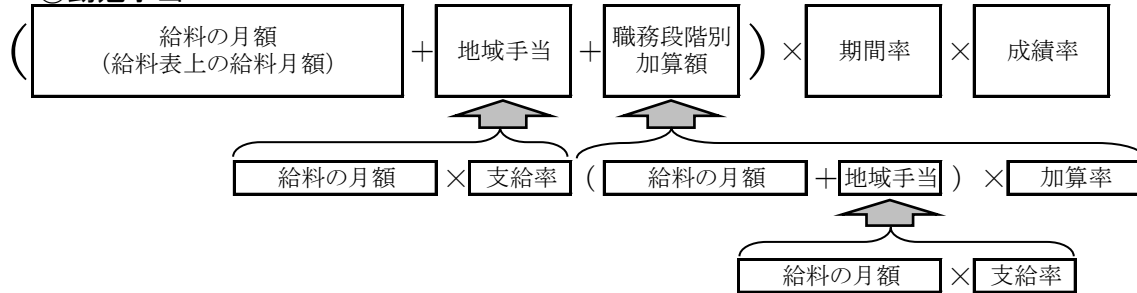 ( 給料の月額 (給料表上の給料月額) + 地域手当 + 職務段階別加算額 ) × 期間率 × 成績率
給料の月額 × 支給率 ( 給料の月額 + 地域手当 ) × 加算率
給料の月額 × 支給率